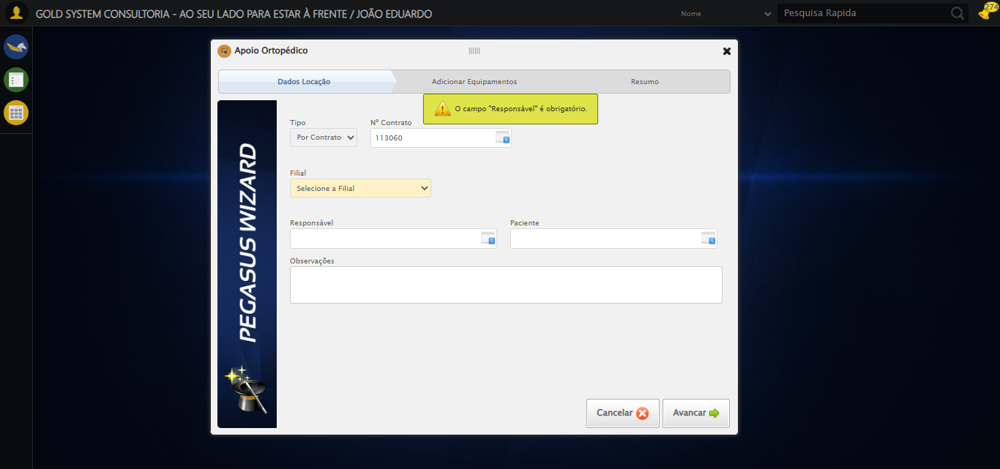 GOLD SYSTEM CONSULTORIA - AO SEU LADO PARA ESTAR À FRENTE / JOÃO EDUARDO
Nome
Pesquisa Rapida
274
Apoio Ortopédico
Dados Locação
Adicionar Equipamentos
Resumo
O campo "Responsável" é obrigatório.
PEGASUS WIZARD
Tipo
Nº Contrato
Por Contrato
113060
Filial
Selecione a Filial
Responsável
Paciente
Observações
Cancelar
Avancar